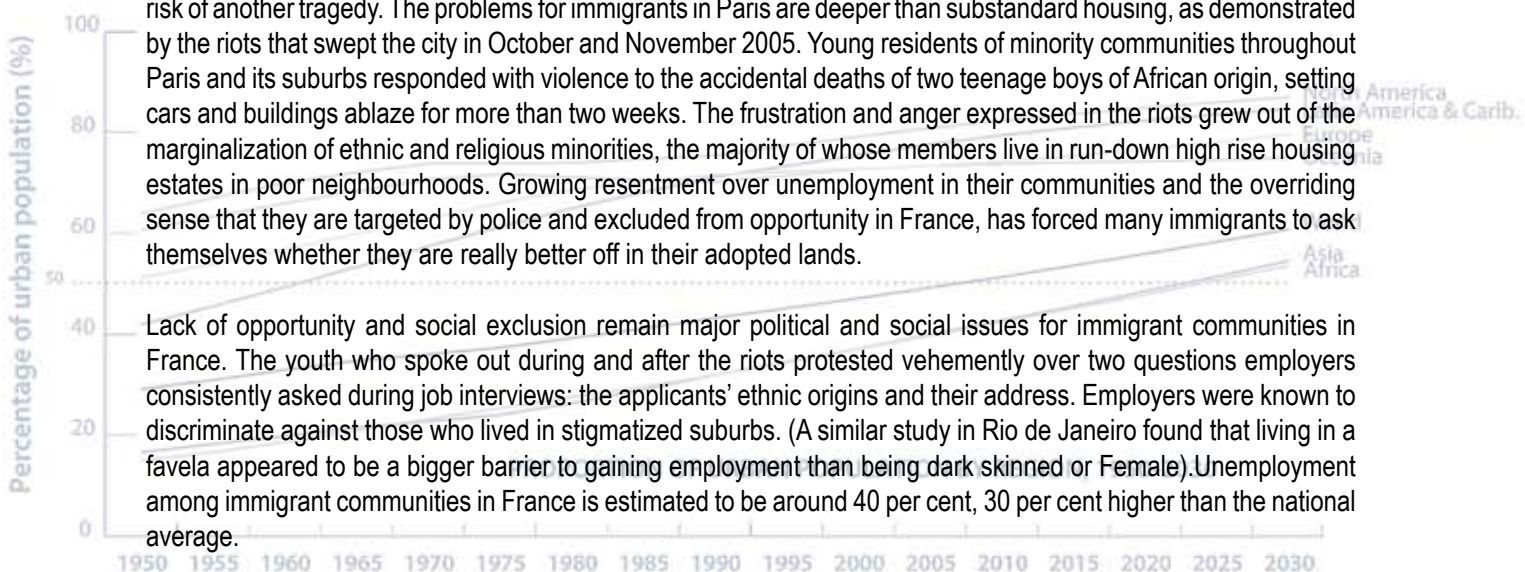 risk of another tragedy. The problems for immigrants in Paris are deeper than substandard housing, as demonstrated
by the riots that swept the city in October and November 2005. Young residents of minority communities throughout
Paris and its suburbs responded with violence to the accidental deaths of two teenage boys of African origin, setting
cars and buildings ablaze for more than two weeks. The frustration and anger expressed in the riots grew out of the
marginalization of ethnic and religious minorities, the majority of whose members live in run-down high rise housing
estates in poor neighbourhoods. Growing resentment over unemployment in their communities and the overriding
sense that they are targeted by police and excluded from opportunity in France, has forced many immigrants to ask
themselves whether they are really better off in their adopted lands.
Lack of opportunity and social exclusion remain major political and social issues for immigrant communities in
France. The youth who spoke out during and after the riots protested vehemently over two questions employers
consistently asked during job interviews: the applicants' ethnic origins and their address. Employers were known to
discriminate against those who lived in stigmatized suburbs. (A similar study in Rio de Janeiro found that living in a
favela appeared to be a bigger barrier to gaining employment than being dark skinned or Female).Unemployment
among immigrant communities in France is estimated to be around 40 per cent, 30 per cent higher than the national
average.
Percentage of urban population (%)
100
80
60
50
40
20
0
North America
America & Carib.
Europe
Oceania
Asia
Africa
1950 1955 1960 1965 1970 1975 1980 1985 1990 1995 2000 2005 2010 2015 2020 2025 2030